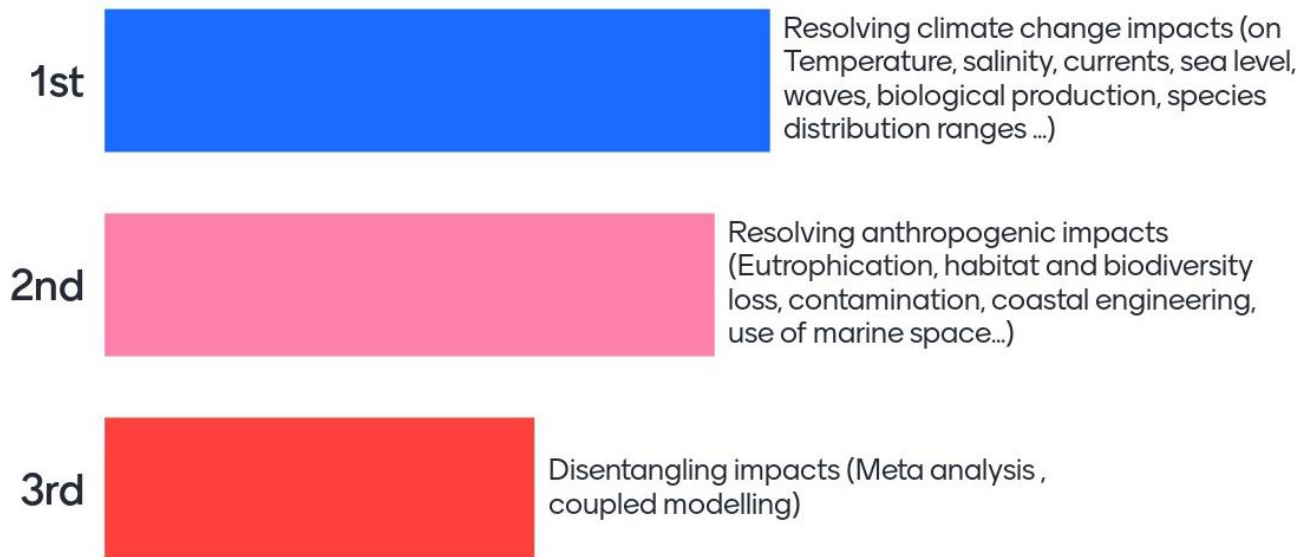 1st
Resolving climate change impacts (on
Temperature, salinity, currents, sea level,
waves, biological production, species
distribution ranges ...)
2nd
Resolving anthropogenic impacts
(Eutrophication, habitat and biodiversity
loss, contamination, coastal engineering,
use of marine space...)
3rd
Disentangling impacts (Meta analysis ,
coupled modelling)